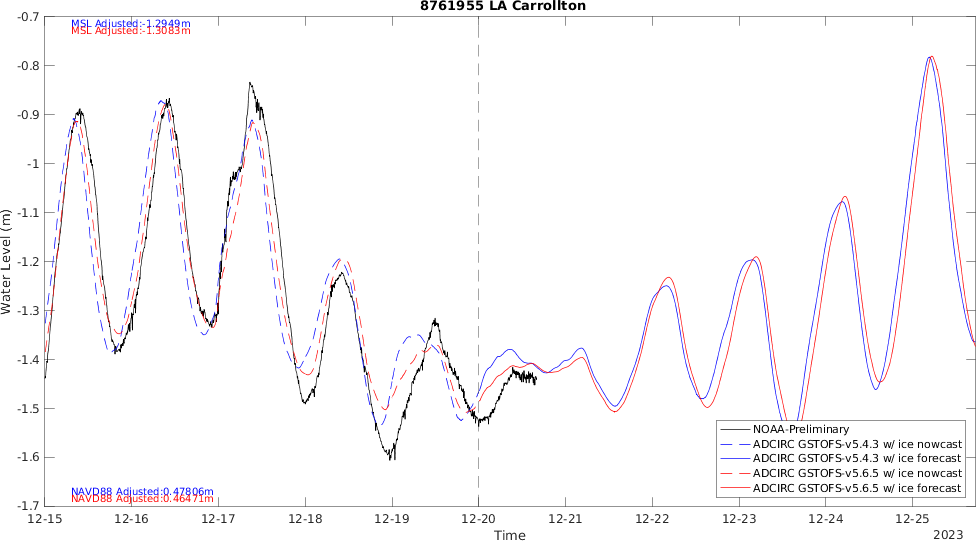 8761955 LA Carrollton
-0.7
MSL Adjusted:-1.2949m
MSL Adjusted:-1.3083m
-0.8
-0.9
-1
-1.1
-1.2
Water Level (m)
-1.3
-1.4
-1.5
-1.6
-1.7
NOAA-Preliminary
ADCIRC GSTOFS-v5.4.3 w/ ice nowcast
ADCIRC GSTOFS-v5.4.3 w/ ice forecast
ADCIRC GSTOFS-v5.6.5 w/ ice nowcast
ADCIRC GSTOFS-v5.6.5 w/ ice forecast
NAVD88 Adjusted:0.47806m
NAVD88 Adjusted:0.46471m
12-15 12-16 12-17 12-18 12-19 12-20 12-21 12-22 12-23 12-24 12-25
Time
2023